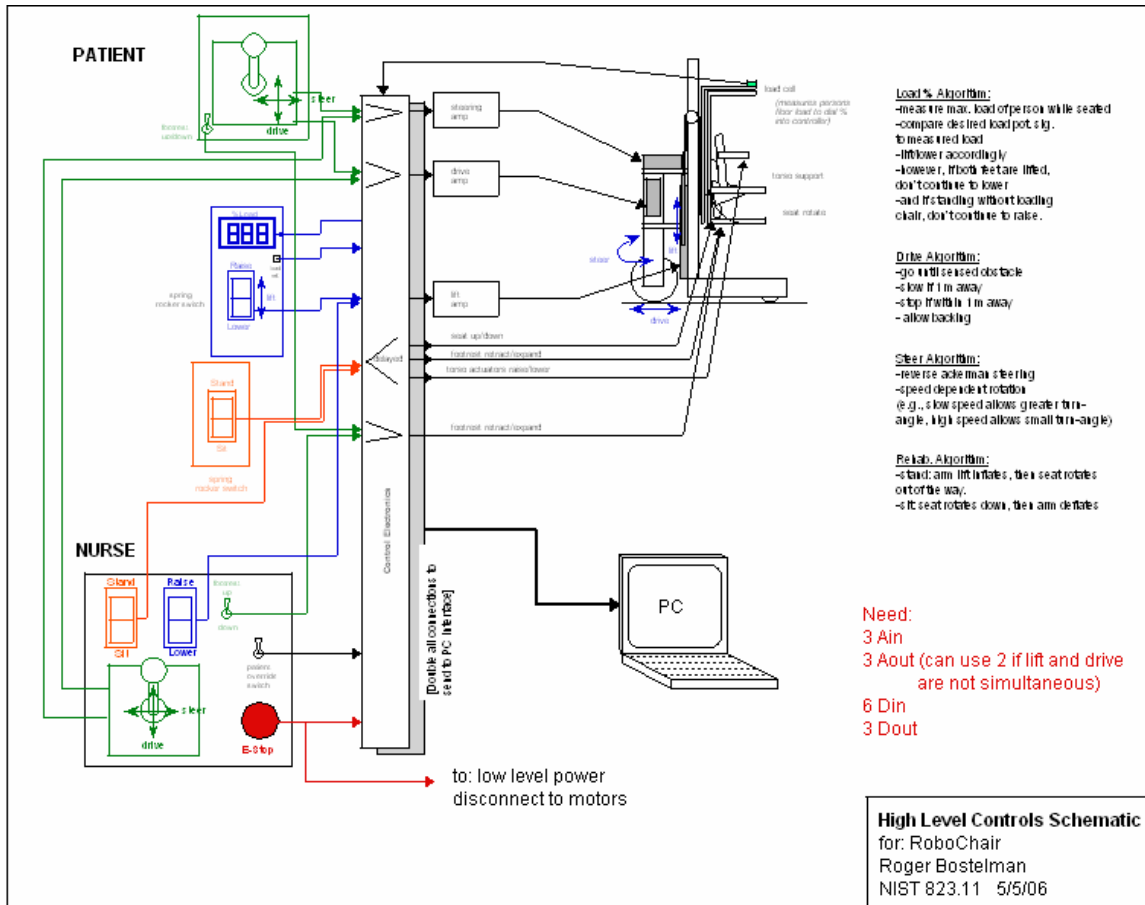 PATIENT
steer
drive
%Load
Raise
lift
spring
rocker switch
Lower
Stand
Sit
spring
rocker switch
NURSE
Stand
Sit
Raise
Lower
up
down
override
switch
steer
drive
E-Stop
steering
amp
drive
amp
lift
amp
delayed
seat up/down
footrest retract/expand
torso actuators raise/lower
footrest retract/expand
Control Electronics
[Double all connections to
send to PC Interface]
to: low level power
disconnect to motors
PC
load cell
(measures persons
floor load to dial %
into controller)
torso support
seat rotate
lift
steer
drive
Load % Algorithm:
-measure max. load of person while seated
-compare desired load pot. sig.
to measured load
-lift/lower accordingly
-however, if both feet are lifted,
don't continue to lower
-and if standing without loading
chair, don't continue to raise.
Drive Algorithm:
-go until sensed obstacle
-slow if 1 m away
-stop if within .1 m away
- allow backing
Steer Algorithm:
-reverse ackerman steering
-speed dependent rotation
(e.g., slow speed allows greater turn-
angle, high speed allows small turn-angle)
Rehab. Algorithm:
-stand: arm lift inflates, then seat rotates
out of the way.
-sit: seat rotates down, then arm deflates
Need:
3 Ain
3 Aout (can use 2 if lift and drive
are not simultaneous)
6 Din
3 Dout
High Level Controls Schematic
for: RoboChair
Roger Bostelman
NIST 823.11 5/5/06